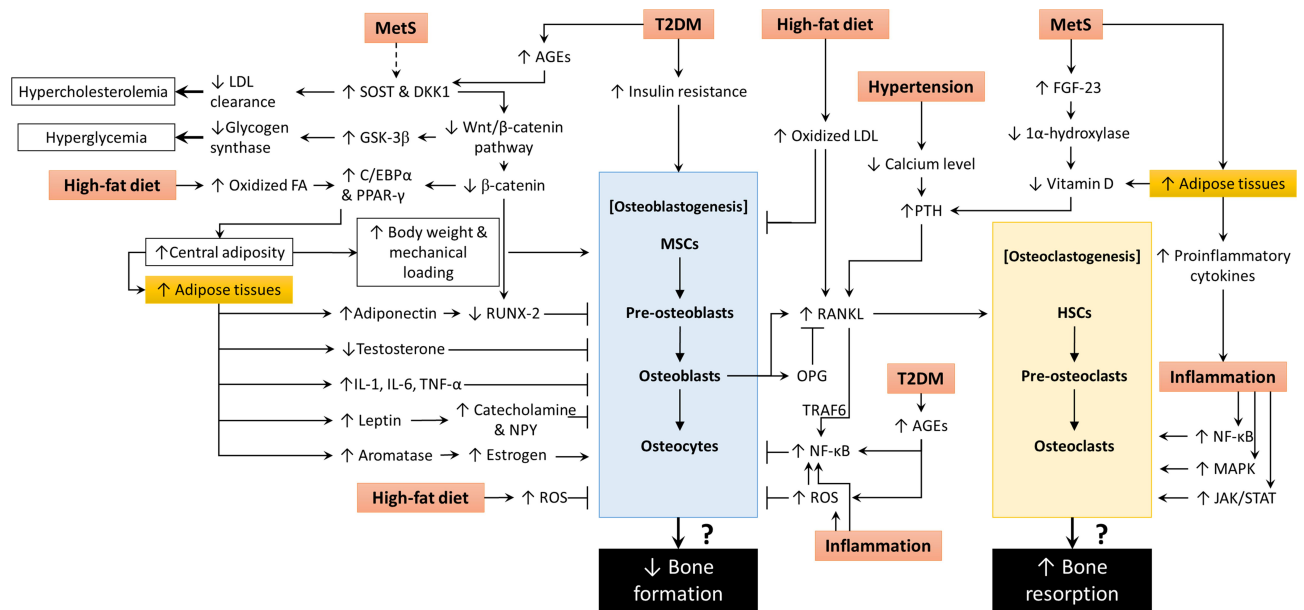 MetS
T2DM
High-fat diet
MetS
↑ AGEs
Hypercholesterolemia
↓ LDL
clearance
↑ SOST & DKK1
↑ Insulin resistance
Hypertension
↑ FGF-23
Hyperglycemia
↓Glycogen
synthase
↑ GSK-3β
↓ Wnt/β-catenin
pathway
↑ Oxidized LDL
↓ 1α-hydroxylase
↓ Calcium level
High-fat diet
↑ Oxidized FA
↑ C/EBPα
& PPAR-γ
↓ β-catenin
↓ Vitamin D
↑ Adipose tissues
[Osteoblastogenesis]
↑PTH
↑Central adiposity
↑ Body weight &
mechanical
loading
MSCs
[Osteoclastogenesis]
↑ Proinflammatory
cytokines
↑ Adipose tissues
↑Adiponectin
↓ RUNX-2
Pre-osteoblasts
↑ RANKL
HSCs
↓Testosterone
Osteoblasts
OPG
Pre-osteoclasts
Inflammation
↑IL-1, IL-6, TNF-α
T2DM
↑ Leptin
↑ Catecholamine
& NPY
TRAF6
↑ AGEs
Osteocytes
Osteoclasts
↑ NF-κB
↑ Aromatase
↑ Estrogen
↑ NF-κB
↑ MAPK
High-fat diet
↑ ROS
↑ ROS
↑ JAK/STAT
?
Inflammation
?
↓ Bone
formation
↑ Bone
resorption